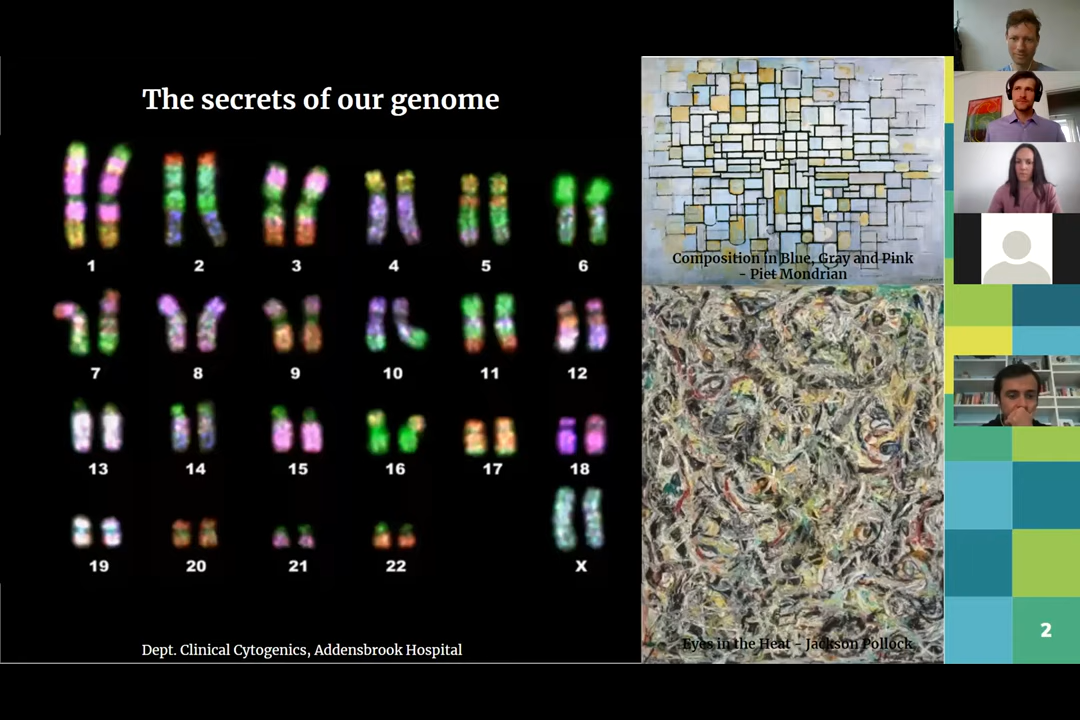 The secrets of our genome
1 2 3 4 5 6
7 8 9 10 11 12
13 14 15 16 17 18
19 20 21 22 X
Dept. Clinical Cytogenics, Addensbrook Hospital
Composition in Blue, Gray and Pink
- Piet Mondrian
Eyes in the Heat - Jackson Pollock
2